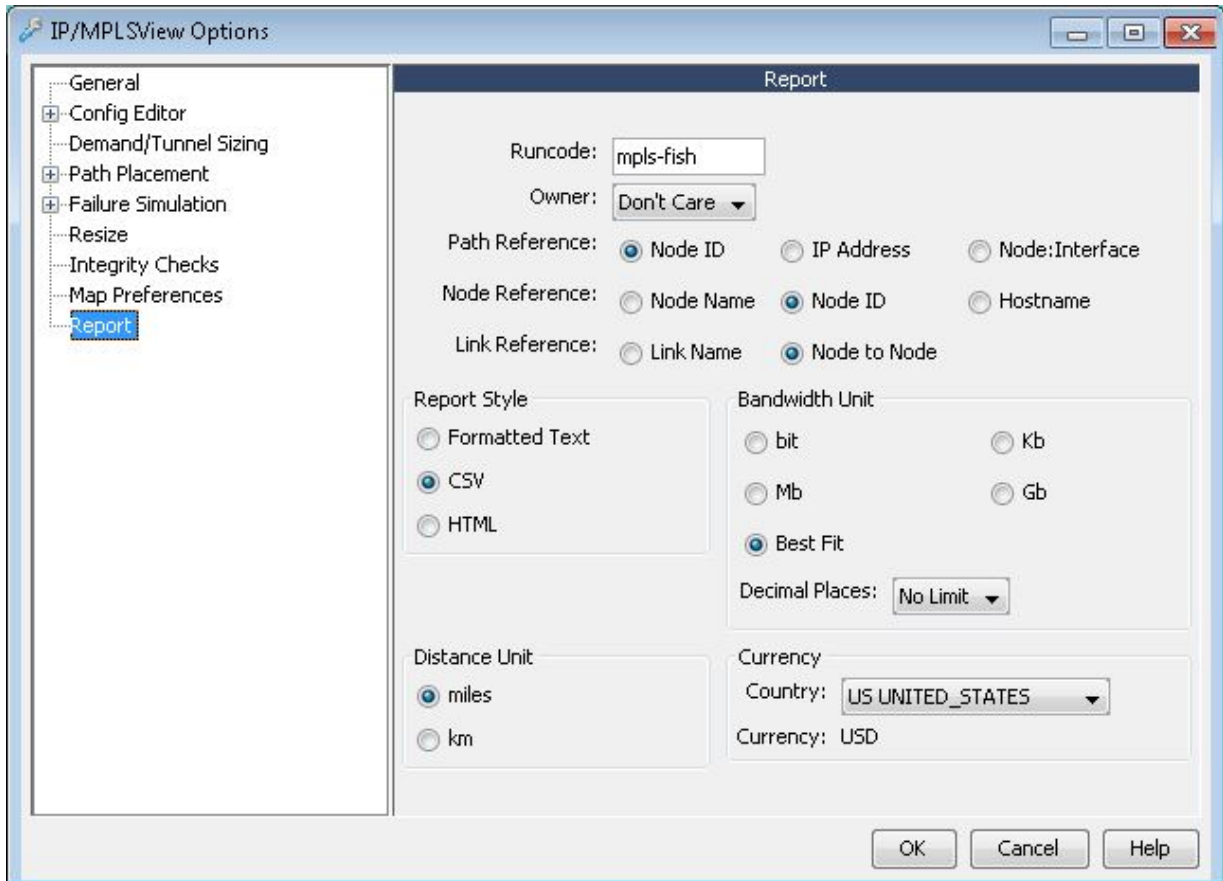 IP/MPLSView Options
General
Config Editor
Demand/Tunnel Sizing
Path Placement
Failure Simulation
Resize
Integrity Checks
Map Preferences
Report
Report
Runcode: mpls-fish
Owner: Don't Care
Path Reference: Node ID IP Address Node:Interface
Node Reference: Node Name Node ID Hostname
Link Reference: Link Name Node to Node
Report Style
Formatted Text
CSV
HTML
Bandwidth Unit
bit Kb
Mb Gb
Best Fit
Decimal Places: No Limit
Distance Unit
miles
km
Currency
Country: US UNITED_STATES
Currency: USD
OK Cancel Help